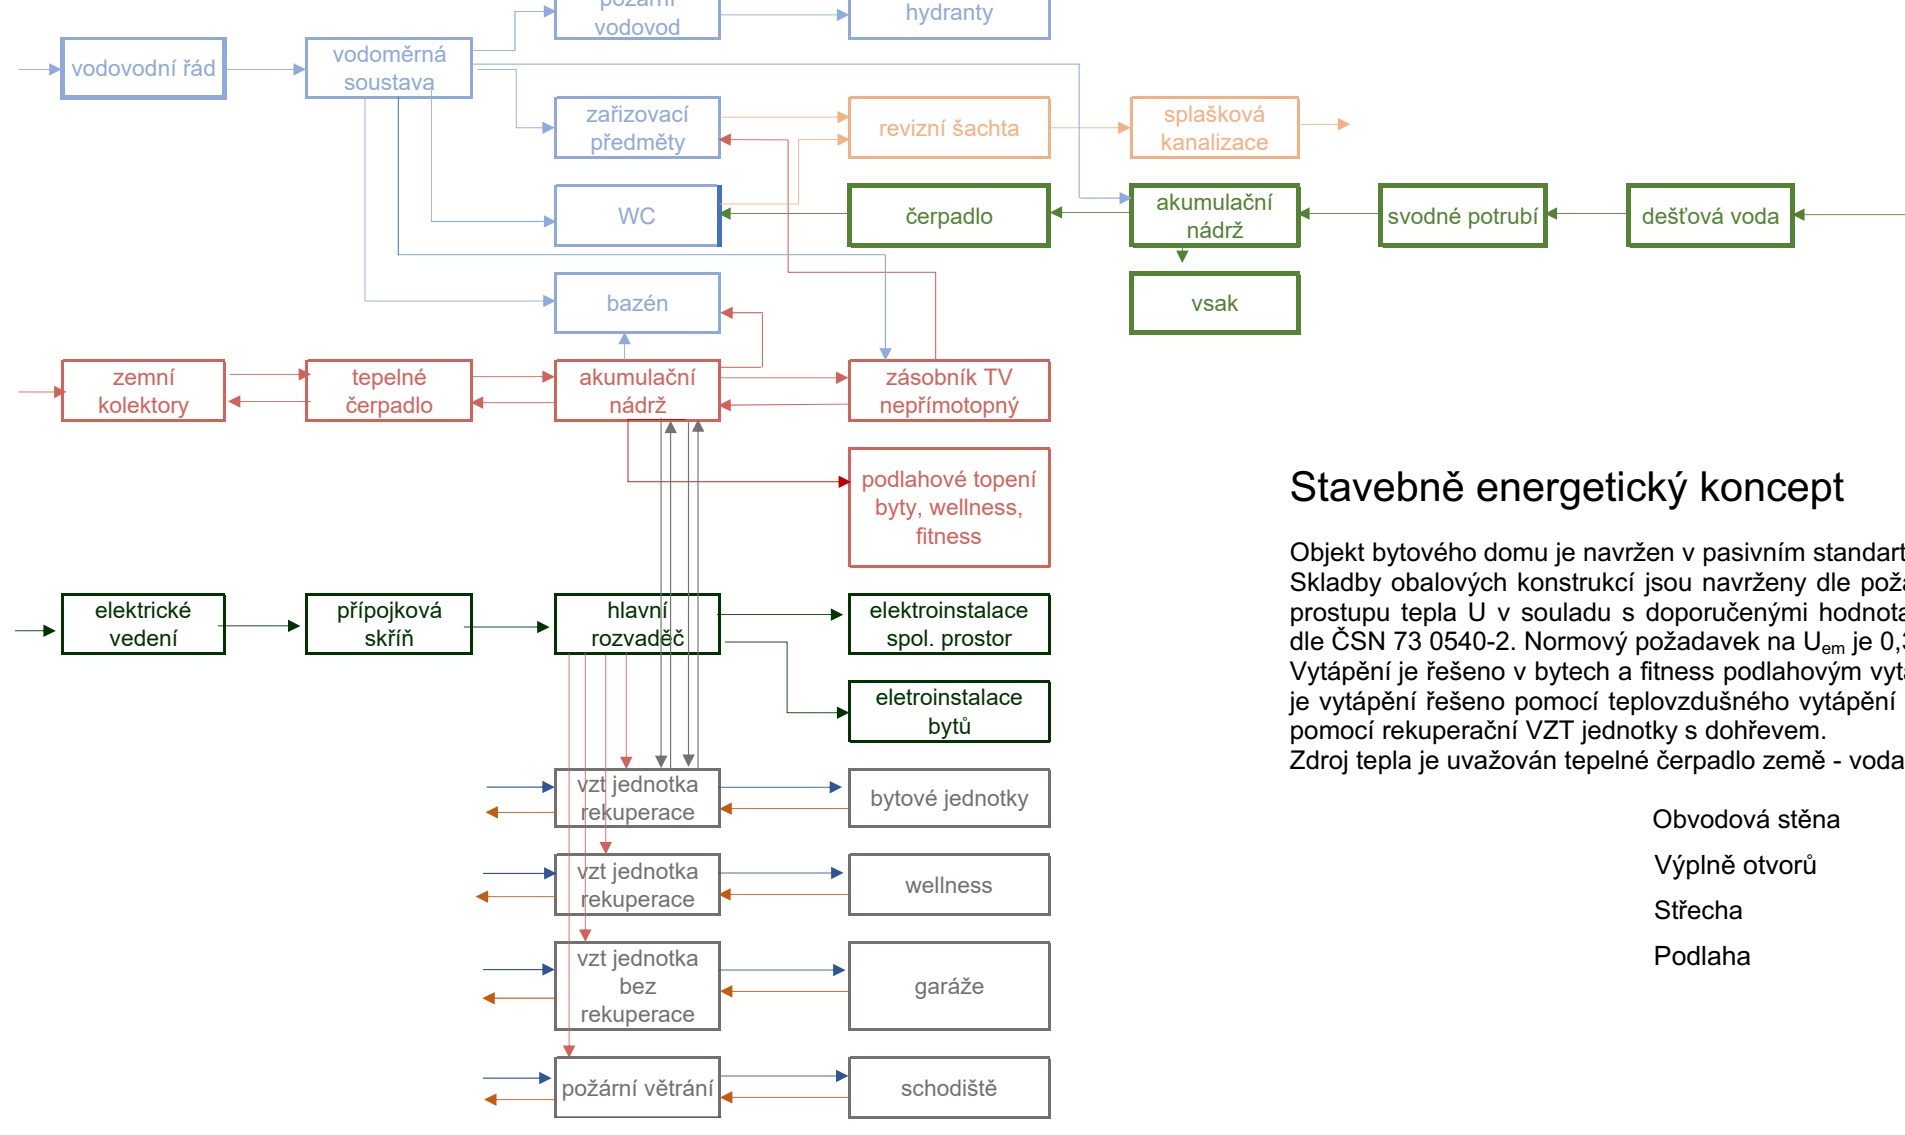 požární
vodovod
hydranty
vodovodní řád
vodoměrná
soustava
zařizovací
předměty
revizní šachta
splašková
kanalizace
WC
čerpadlo
akumulační
nádrž
svodné potrubí
dešťová voda
bazén
vsak
zemní
kolektory
tepelné
čerpadlo
akumulační
nádrž
zásobník TV
nepřímotopný
podlahové topení
byty, wellness,
fitness
elektrické
vedení
přípojková
skříň
hlavní
rozvaděč
elektroinstalace
spol. prostor
eletroinstalace
bytů
vzt jednotka
rekuperace
bytové jednotky
vzt jednotka
rekuperace
wellness
vzt jednotka
bez
rekuperace
garáže
požární větrání
schodiště
Stavebně energetický koncept
Objekt bytového domu je navržen v pasivním standart
Skladby obalových konstrukcí jsou navrženy dle pož
prostupu tepla U v souladu s doporučenými hodnota
dle ČSN 73 0540-2. Normový požadavek na Uem je 0,3
Vytápění je řešeno v bytech a fitness podlahovým vyt
je vytápění řešeno pomocí teplovzdušného vytápění
pomocí rekuperační VZT jednotky s dohřevem.
Zdroj tepla je uvažován tepelné čerpadlo země - voda
Obvodová stěna
Výplně otvorů
Střecha
Podlaha